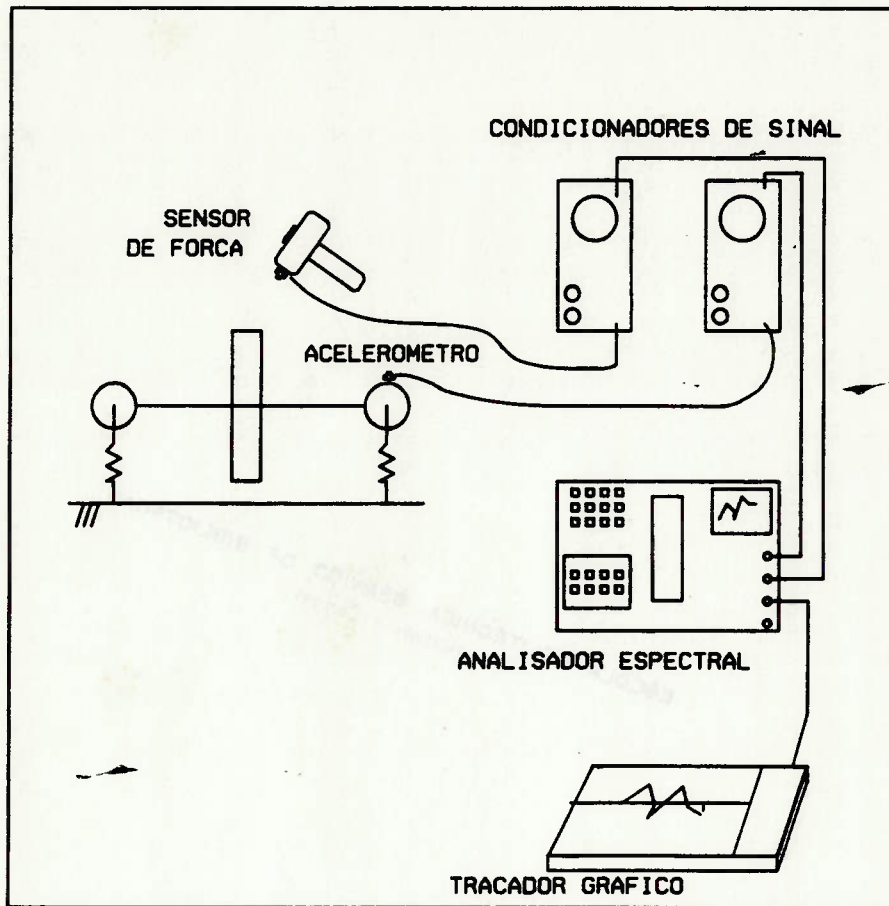 CONDICIONADORES DE SINAL
SENSOR
DE FORCA
ACELEROMETRO
ANALISADOR ESPECTRAL
TRACADOR GRAFICO